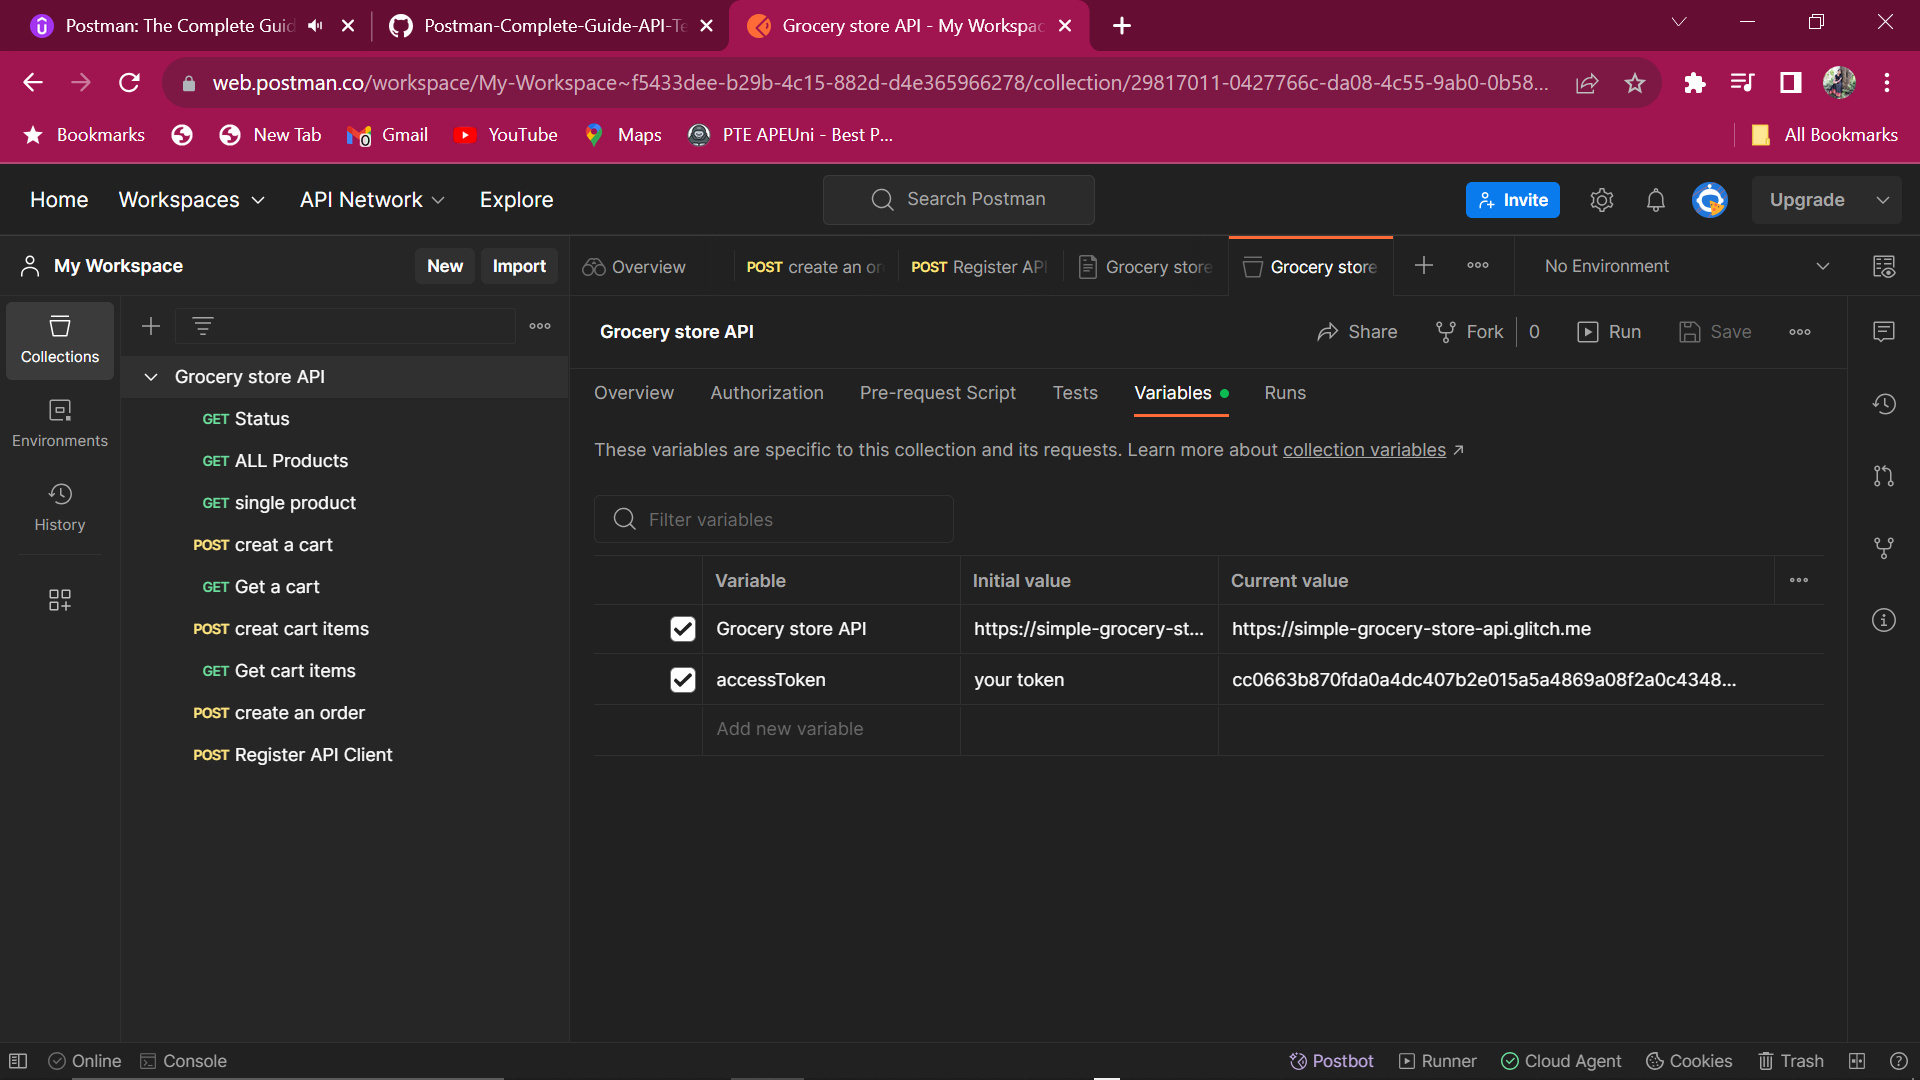 Postman: The Complete Guid
Postman-Complete-Guide-API-Te
Grocery store API - My Workspac
web.postman.co/workspace/My-Workspace~f5433dee-b29b-4c15-882d-d4e365966278/collection/29817011-0427766c-da08-4c55-9ab0-0b58...
Bookmarks
New Tab
0
Gmail
YouTube
Maps
PTE APEUni - Best P...
All Bookmarks
Home
Workspaces
API Network
Explore
Search Postman
Invite
Upgrade
My Workspace
New
Import
Overview
POST create an or
POST Register API
Grocery store
Grocery store
No Environment
Collections
Environments
History
Grocery store API
GET Status
GET ALL Products
GET single product
POST creat a cart
GET Get a cart
POST creat cart items
GET Get cart items
POST create an order
POST Register API Client
Grocery store API
Share
Fork
0
Run
Save
Overview
Authorization
Pre-request Script
Tests
Variables
Runs
These variables are specific to this collection and its requests. Learn more about collection variables ↗
Filter variables
Variable
Initial value
Current value
Grocery store API
https://simple-grocery-st...
https://simple-grocery-store-api.glitch.me
accessToken
your token
cc0663b870fda0a4dc407b2e015a5a4869a08f2a0c4348...
Add new variable
Online
Console
Postbot
Runner
Cloud Agent
Cookies
Trash